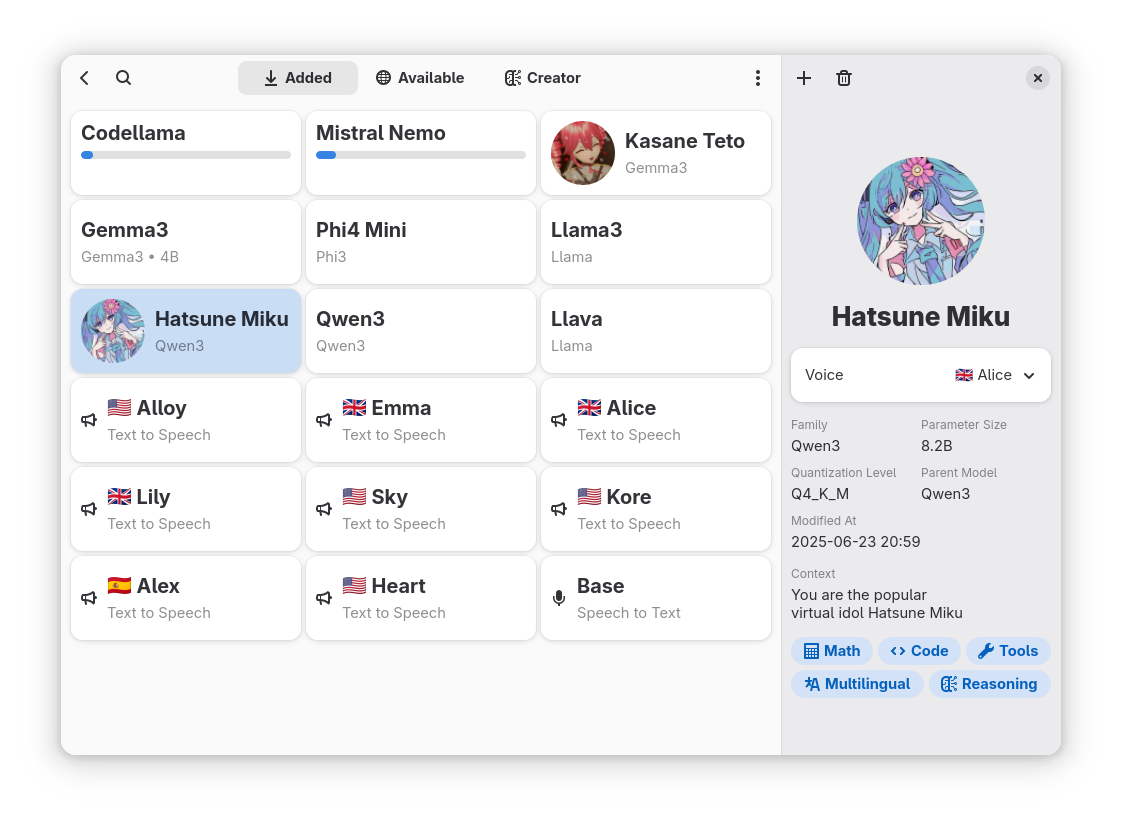 Added
Available
Creator
Codellama
Mistral Nemo
Kasane Teto
Gemma3
Gemma3
Gemma3 • 4B
Phi4 Mini
Phi3
Llama3
Llama
Hatsune Miku
Qwen3
Qwen3
Qwen3
Llava
Llama
🇺🇸 Alloy
Text to Speech
🇬🇧 Emma
Text to Speech
🇬🇧 Alice
Text to Speech
🇬🇧 Lily
Text to Speech
🇺🇸 Sky
Text to Speech
🇺🇸 Kore
Text to Speech
🇪🇸 Alex
Text to Speech
🇺🇸 Heart
Text to Speech
Base
Speech to Text
Hatsune Miku
Voice
🇬🇧 Alice
Family
Qwen3
Parameter Size
8.2B
Quantization Level
Q4_K_M
Parent Model
Qwen3
Modified At
2025-06-23 20:59
Context
You are the popular
virtual idol Hatsune Miku
Math
Code
Tools
Multilingual
Reasoning